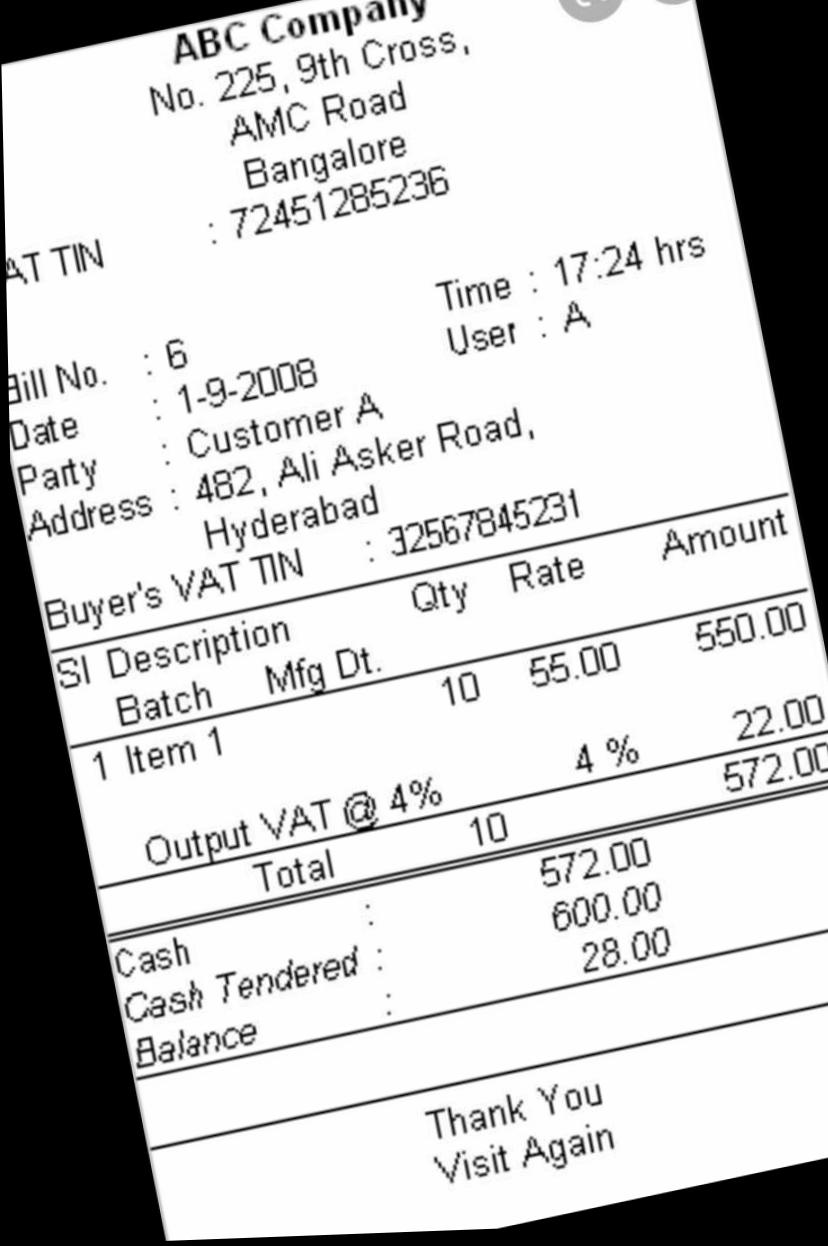 ABC Company
No. 225, 9th Cross,
AMC Road
Bangalore
VAT TIN : 72451285236
Time : 17:24 hrs
Bill No. : 6 User : A
Date : 1-9-2008
Party : Customer A
Address : 482, Ali Asker Road,
Hyderabad
Buyer's VAT TIN : 32567845231
Sl Description Qty Rate Amount
Batch Mfg Dt.
1 Item 1 10 55.00 550.00
Output VAT @ 4% 4 % 22.00
Total 10 572.00
Cash : 572.00
Cash Tendered : 600.00
Balance : 28.00
Thank You
Visit Again